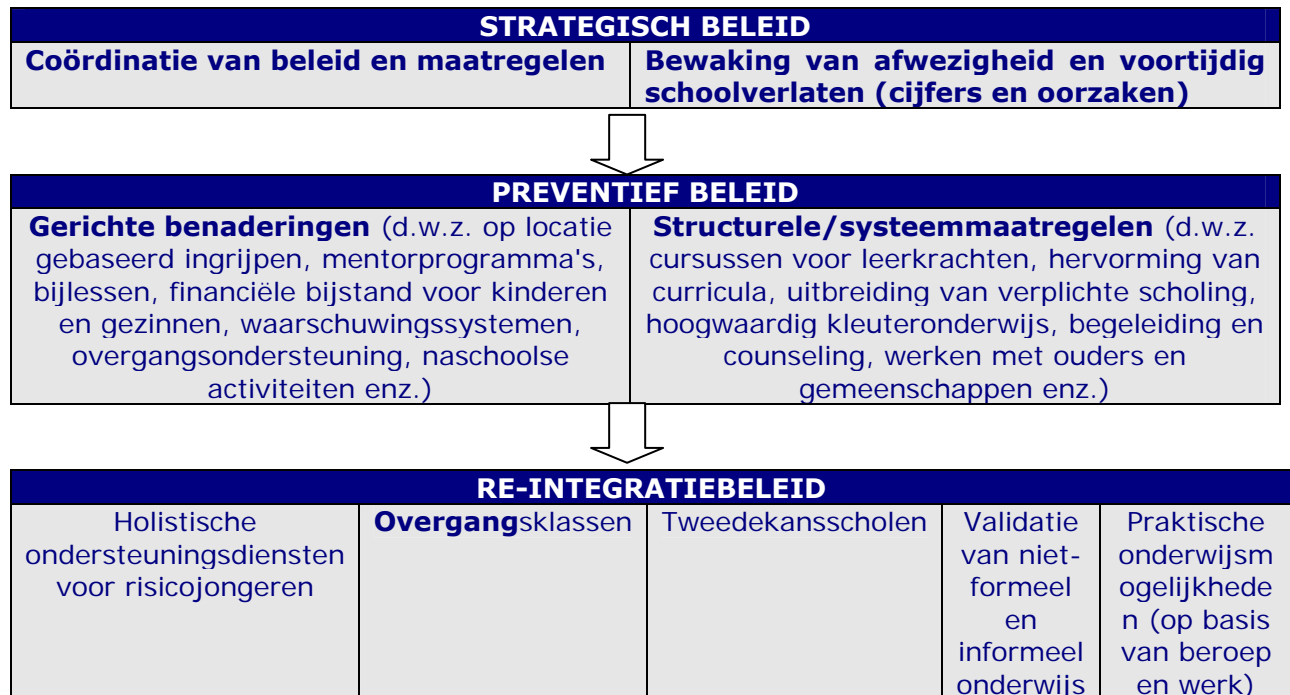 STRATEGISCH BELEID
Coördinatie van beleid en maatregelen
Bewaking van afwezigheid en voortijdig
schoolverlaten (cijfers en oorzaken)
PREVENTIEF BELEID
Gerichte benaderingen (d.w.z. op locatie
gebaseerd ingrijpen, mentorprogramma's,
bijlessen, financiële bijstand voor kinderen
en gezinnen, waarschuwingssystemen,
overgangsondersteuning, naschoolse
activiteiten enz.)
Structurele/systeemmaatregelen (d.w.z.
cursussen voor leerkrachten, hervorming van
curricula, uitbreiding van verplichte scholing,
hoogwaardig kleuteronderwijs, begeleiding en
counseling, werken met ouders en
gemeenschappen enz.)
RE-INTEGRATIEBELEID
Holistische
ondersteuningsdiensten
voor risicojongeren
Overgangsklassen
Tweedekansscholen
Validatie
van niet-
formeel
en
informeel
onderwijs
Praktische
onderwijsm
ogelijkhede
n (op basis
van beroep
en werk)